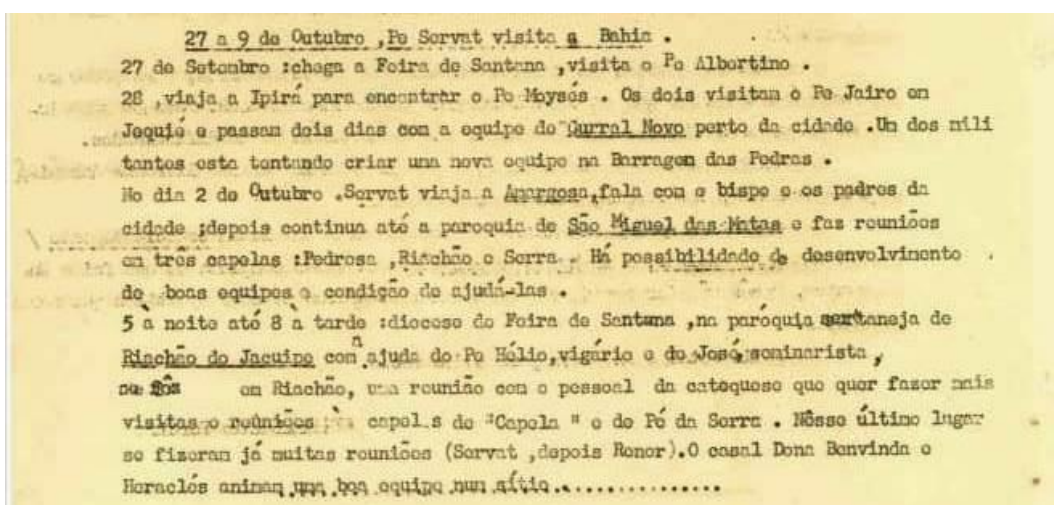 27 a 9 de Outubro ,Pe Servat visita a Bahia .
27 de Setembro :chega a Feira de Santana ,visita o Pe Albertino .
28 ,viaja a Ipirá para encontrar o Pe Moysés . Os dois visitam o Pe Jairo em
Jequié e passam dois dias com a equipe de Curral Novo perto da cidade .Um dos mili
tantes esta tentando criar uma nova equipe na Barragem das Pedras .
No dia 2 de Outubro .Servat viaja a Amargosa,fala com o bispo e os padres da
cidade ;depois continua até a paroquia de São Miguel das Matas e faz reuniões
em três capelas :Pedrosa ,Riachão e Serra . Há possibilidade de desenvolvimento .
de boas equipes e condição de ajudá-las .
5 à noite até 8 à tarde :diocese de Feira de Santana ,na paróquia sertaneja de
Riachão do Jacuipe com a ajuda do Pe Hélio,vigário e do José,seminarista ,
em Riachão, uma reunião com o pessoal da catequese que quer fazer mais
visitas e reüniões à capel.s de "Capela " e do Pé da Serra . Nêsse último lugar
se fizeram já muitas reuniões (Servat ,depois Renor).O casal Dona Benvinda e
Heraclés animam uma boa equipe num sítio................